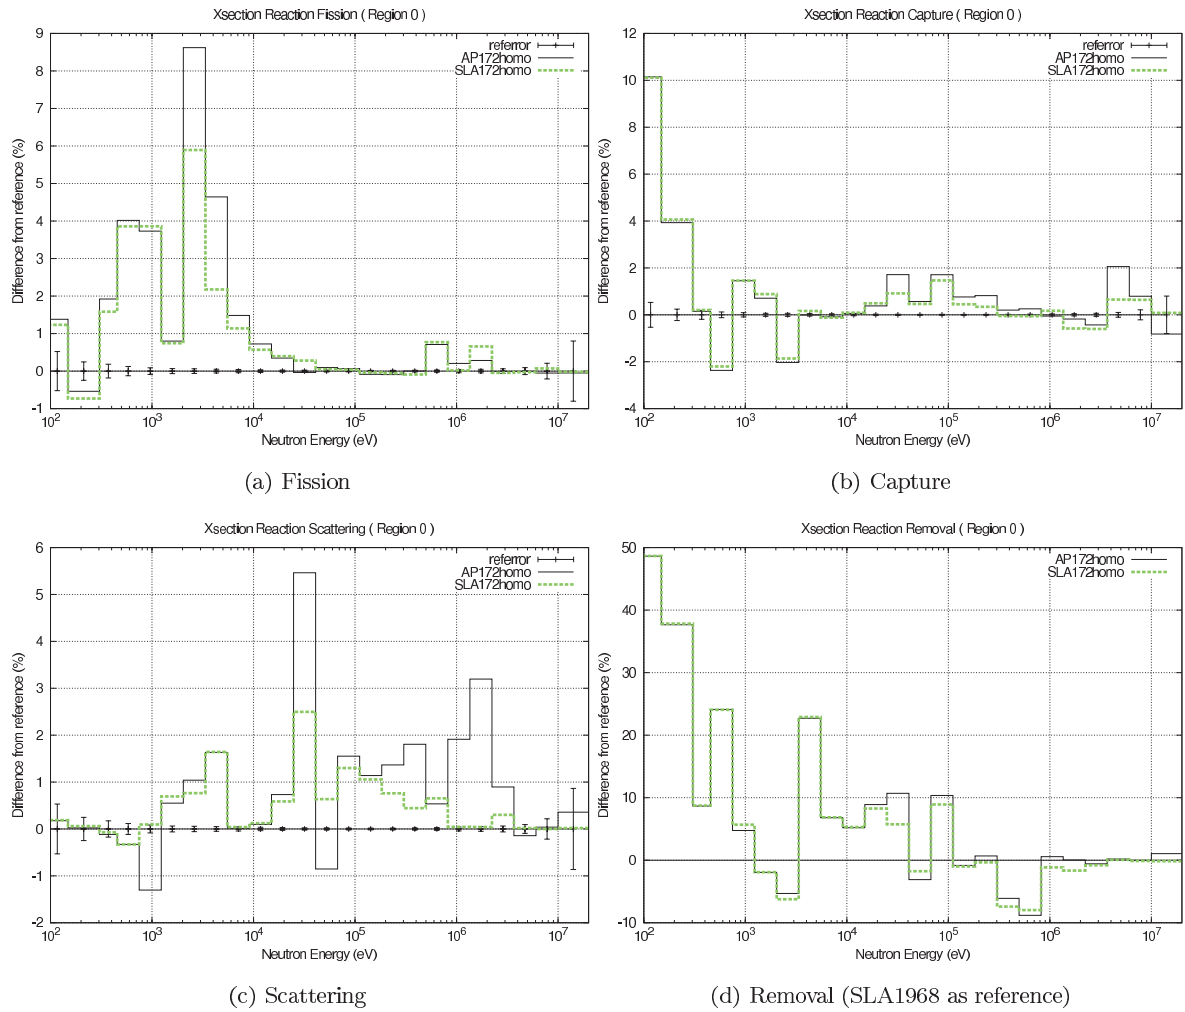 Xsection Reaction Fission ( Region 0 )
9
8
7
6
5
4
3
2
1
0
-1
Difference from reference (%)
referror
AP172homo
SLA172homo
10² 10³ 10⁴ 10⁵ 10⁶ 10⁷
Neutron Energy (eV)
(a) Fission
Xsection Reaction Capture ( Region 0 )
12
10
8
6
4
2
0
-2
-4
Difference from reference (%)
referror
AP172homo
SLA172homo
10² 10³ 10⁴ 10⁵ 10⁶ 10⁷
Neutron Energy (eV)
(b) Capture
Xsection Reaction Scattering ( Region 0 )
6
5
4
3
2
1
0
-1
-2
Difference from reference (%)
referror
AP172homo
SLA172homo
10² 10³ 10⁴ 10⁵ 10⁶ 10⁷
Neutron Energy (eV)
(c) Scattering
Xsection Reaction Removal ( Region 0 )
50
40
30
20
10
0
-10
Difference from reference (%)
AP172homo
SLA172homo
10² 10³ 10⁴ 10⁵ 10⁶ 10⁷
Neutron Energy (eV)
(d) Removal (SLA1968 as reference)